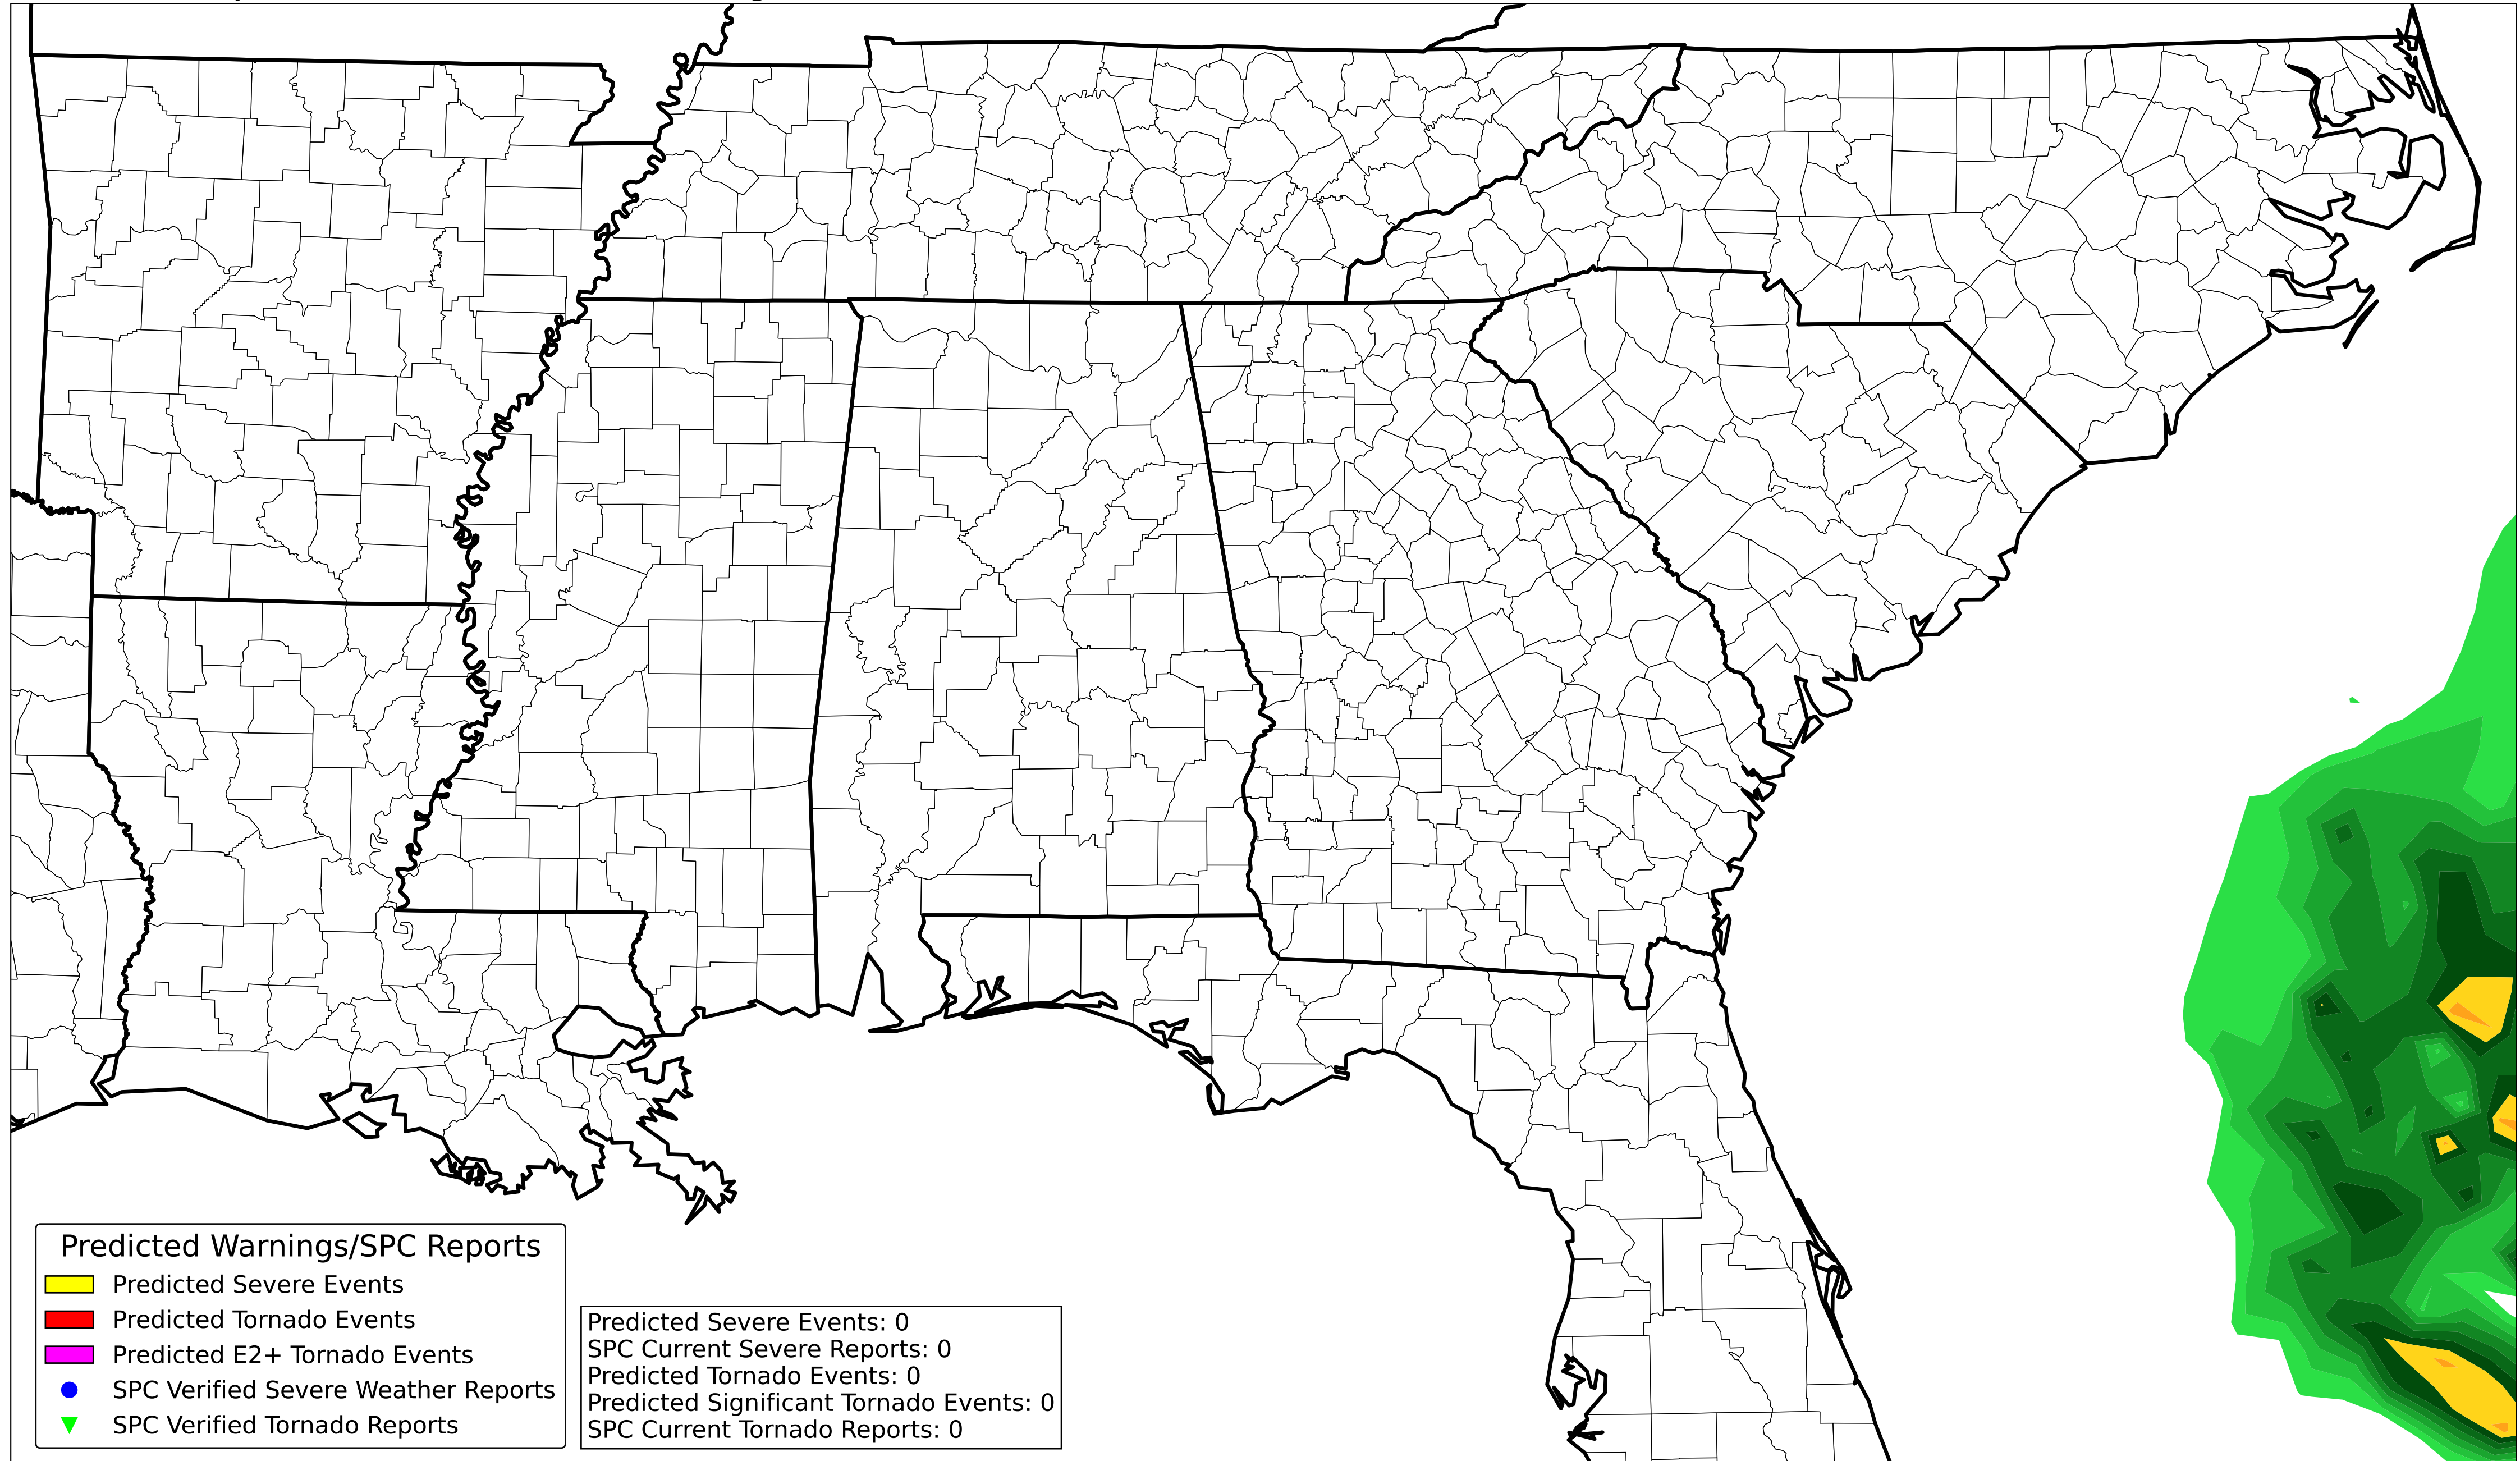 Predicted Warnings/SPC Reports
Predicted Severe Events
Predicted Tornado Events
Predicted E2+ Tornado Events
SPC Verified Severe Weather Reports
SPC Verified Tornado Reports
Predicted Severe Events: 0
SPC Current Severe Reports: 0
Predicted Tornado Events: 0
Predicted Significant Tornado Events: 0
SPC Current Tornado Reports: 0